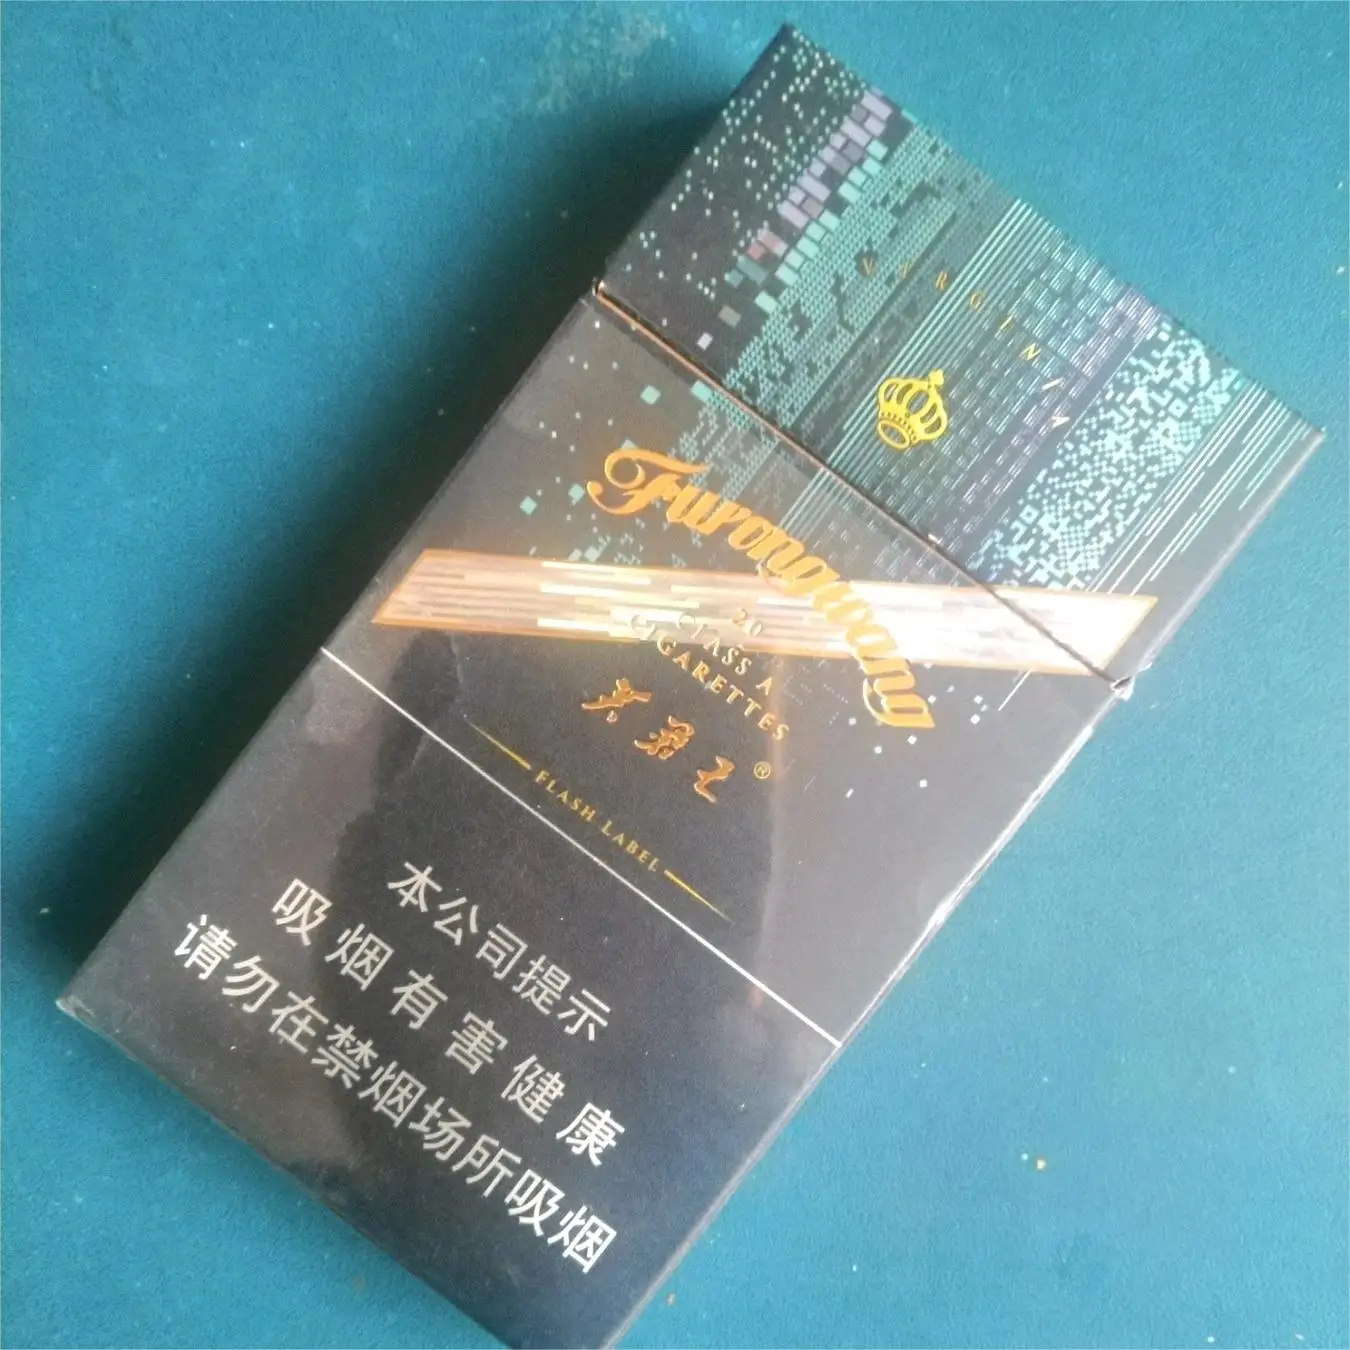 VIRGINIA
Furongwang
20
CLASS A
CIGARETTES
芙蓉王®
FLASH LABEL
本公司提示
吸烟有害健康
请勿在禁烟场所吸烟